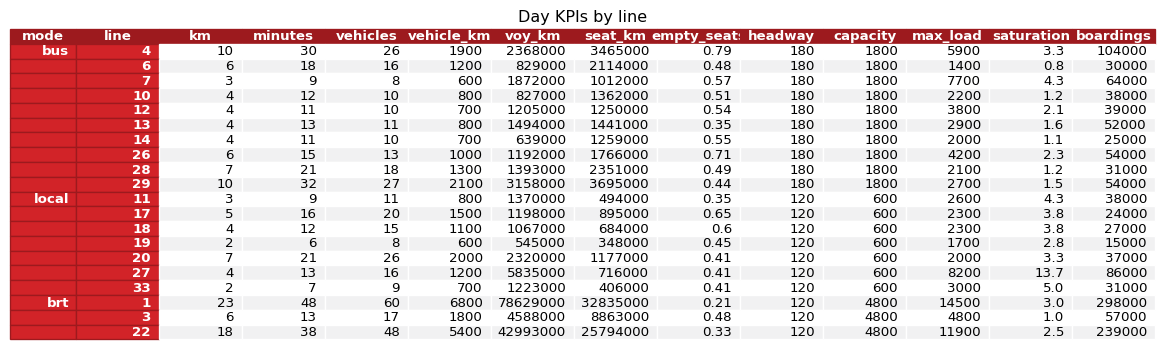 Day KPIs by line
mode line km minutes vehicles vehicle_km voy_km seat_km empty_seats headway capacity max_load saturation boardings
bus 4 10 30 26 1900 2368000 3465000 0.79 180 1800 5900 3.3 104000
6 6 18 16 1200 829000 2114000 0.48 180 1800 1400 0.8 30000
7 3 9 8 600 1872000 1012000 0.57 180 1800 7700 4.3 64000
10 4 12 10 800 827000 1362000 0.51 180 1800 2200 1.2 38000
12 4 11 10 700 1205000 1250000 0.54 180 1800 3800 2.1 39000
13 4 13 11 800 1494000 1441000 0.35 180 1800 2900 1.6 52000
14 4 11 10 700 639000 1259000 0.55 180 1800 2000 1.1 25000
26 6 15 13 1000 1192000 1766000 0.71 180 1800 4200 2.3 54000
28 7 21 18 1300 1393000 2351000 0.49 180 1800 2100 1.2 31000
29 10 32 27 2100 3158000 3695000 0.44 180 1800 2700 1.5 54000
local 11 3 9 11 800 1370000 494000 0.35 120 600 2600 4.3 38000
17 5 16 20 1500 1198000 895000 0.65 120 600 2300 3.8 24000
18 4 12 15 1100 1067000 684000 0.6 120 600 2300 3.8 27000
19 2 6 8 600 545000 348000 0.45 120 600 1700 2.8 15000
20 7 21 26 2000 2320000 1177000 0.41 120 600 2000 3.3 37000
27 4 13 16 1200 5835000 716000 0.41 120 600 8200 13.7 86000
33 2 7 9 700 1223000 406000 0.41 120 600 3000 5.0 31000
brt 1 23 48 60 6800 78629000 32835000 0.21 120 4800 14500 3.0 298000
3 6 13 17 1800 4588000 8863000 0.48 120 4800 4800 1.0 57000
22 18 38 48 5400 42993000 25794000 0.33 120 4800 11900 2.5 239000